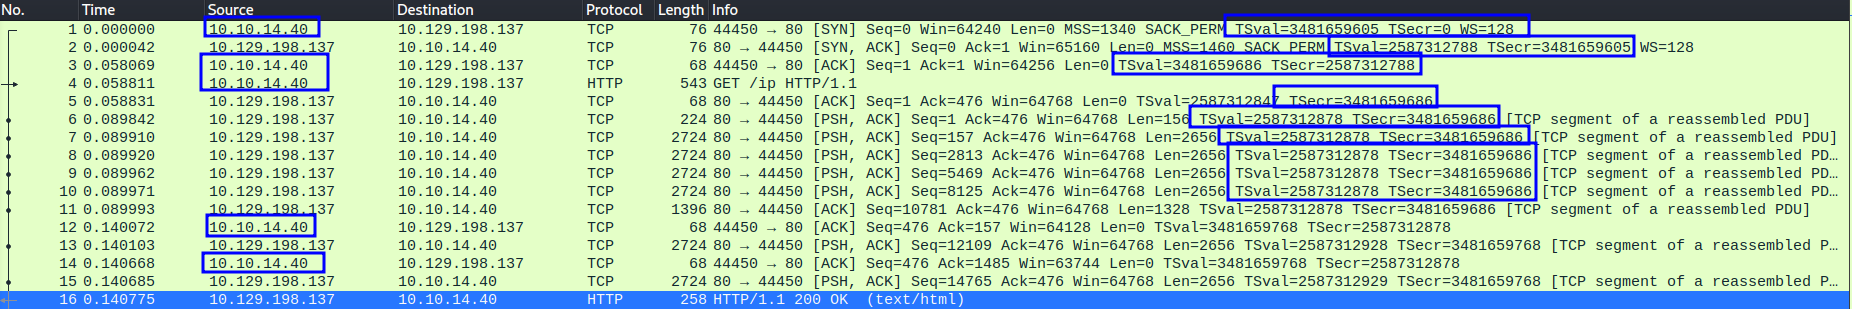 No. Time Source Destination Protocol Length Info
1 0.000000 10.10.14.40 10.129.198.137 TCP 76 44450 → 80 [SYN] Seq=0 Win=64240 Len=0 MSS=1340 SACK_PERM TSval=3481659605 TSecr=0 WS=128
2 0.000042 10.129.198.137 10.10.14.40 TCP 76 80 → 44450 [SYN, ACK] Seq=0 Ack=1 Win=65160 Len=0 MSS=1460 SACK_PERM TSval=2587312788 TSecr=3481659605 WS=128
3 0.058069 10.10.14.40 10.129.198.137 TCP 68 44450 → 80 [ACK] Seq=1 Ack=1 Win=64256 Len=0 TSval=3481659686 TSecr=2587312788
4 0.058811 10.10.14.40 10.129.198.137 HTTP 543 GET /ip HTTP/1.1
5 0.058831 10.129.198.137 10.10.14.40 TCP 68 80 → 44450 [ACK] Seq=1 Ack=476 Win=64768 Len=0 TSval=2587312847 TSecr=3481659686
6 0.089842 10.129.198.137 10.10.14.40 TCP 224 80 → 44450 [PSH, ACK] Seq=1 Ack=476 Win=64768 Len=156 TSval=2587312878 TSecr=3481659686 [TCP segment of a reassembled PDU]
7 0.089910 10.129.198.137 10.10.14.40 TCP 2724 80 → 44450 [PSH, ACK] Seq=157 Ack=476 Win=64768 Len=2656 TSval=2587312878 TSecr=3481659686 [TCP segment of a reassembled PDU]
8 0.089920 10.129.198.137 10.10.14.40 TCP 2724 80 → 44450 [PSH, ACK] Seq=2813 Ack=476 Win=64768 Len=2656 TSval=2587312878 TSecr=3481659686 [TCP segment of a reassembled PD…
9 0.089962 10.129.198.137 10.10.14.40 TCP 2724 80 → 44450 [PSH, ACK] Seq=5469 Ack=476 Win=64768 Len=2656 TSval=2587312878 TSecr=3481659686 [TCP segment of a reassembled PD…
10 0.089971 10.129.198.137 10.10.14.40 TCP 2724 80 → 44450 [PSH, ACK] Seq=8125 Ack=476 Win=64768 Len=2656 TSval=2587312878 TSecr=3481659686 [TCP segment of a reassembled PD…
11 0.089993 10.129.198.137 10.10.14.40 TCP 1396 80 → 44450 [ACK] Seq=10781 Ack=476 Win=64768 Len=1328 TSval=2587312878 TSecr=3481659686 [TCP segment of a reassembled PDU]
12 0.140072 10.10.14.40 10.129.198.137 TCP 68 44450 → 80 [ACK] Seq=476 Ack=157 Win=64128 Len=0 TSval=3481659768 TSecr=2587312878
13 0.140103 10.129.198.137 10.10.14.40 TCP 2724 80 → 44450 [PSH, ACK] Seq=12109 Ack=476 Win=64768 Len=2656 TSval=2587312928 TSecr=3481659768 [TCP segment of a reassembled P…
14 0.140668 10.10.14.40 10.129.198.137 TCP 68 44450 → 80 [ACK] Seq=476 Ack=1485 Win=63744 Len=0 TSval=3481659768 TSecr=2587312878
15 0.140685 10.129.198.137 10.10.14.40 TCP 2724 80 → 44450 [PSH, ACK] Seq=14765 Ack=476 Win=64768 Len=2656 TSval=2587312929 TSecr=3481659768 [TCP segment of a reassembled P…
16 0.140775 10.129.198.137 10.10.14.40 HTTP 258 HTTP/1.1 200 OK (text/html)